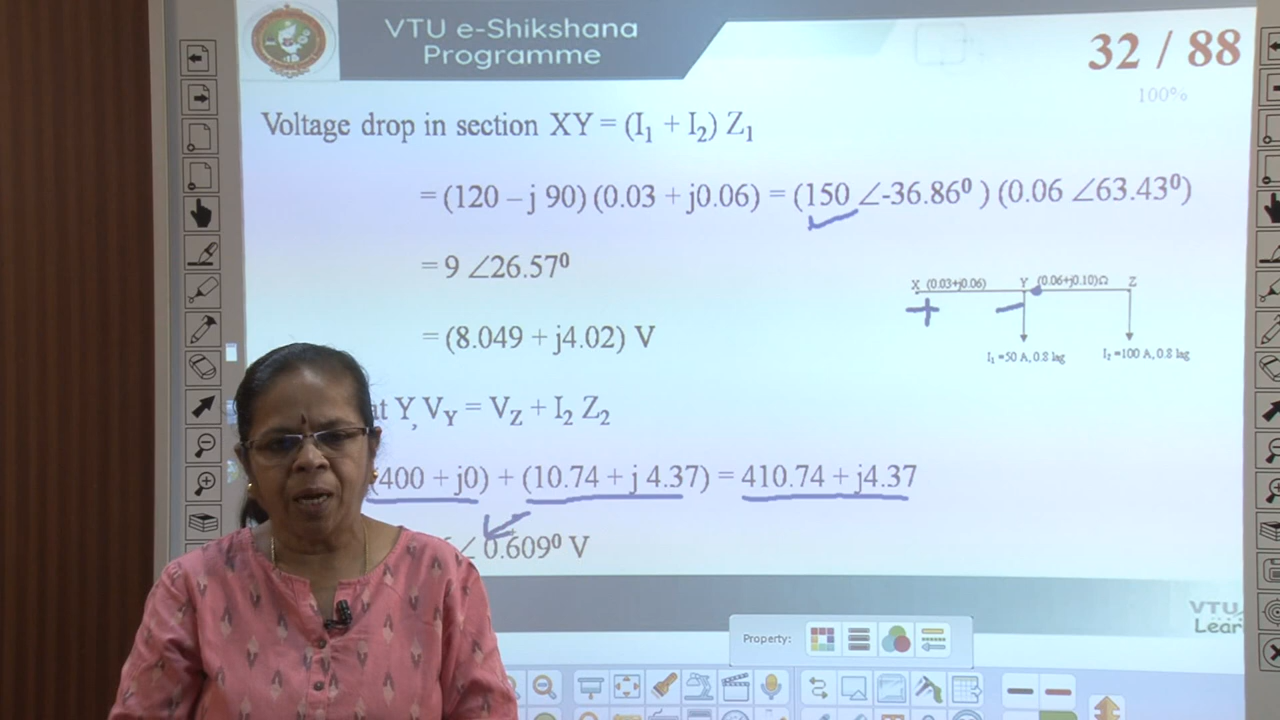 VTU e-Shikshana
Programme
32 / 88
100%
Voltage drop in section XY = (I₁ + I₂) Z₁
= (120 – j 90) (0.03 + j0.06) = (150 ∠-36.86⁰ ) (0.06 ∠63.43⁰)
= 9 ∠26.57⁰
= (8.049 + j4.02) V
X (0.03+j0.06) Y (0.06+j0.10)Ω Z
+ –
I₁ =50 A, 0.8 lag I₂ =100 A, 0.8 lag
at Y, V_Y = V_Z + I₂ Z₂
(400 + j0) + (10.74 + j 4.37) = 410.74 + j4.37
∠ 0.609⁰ V
VTU
Lear
Property: